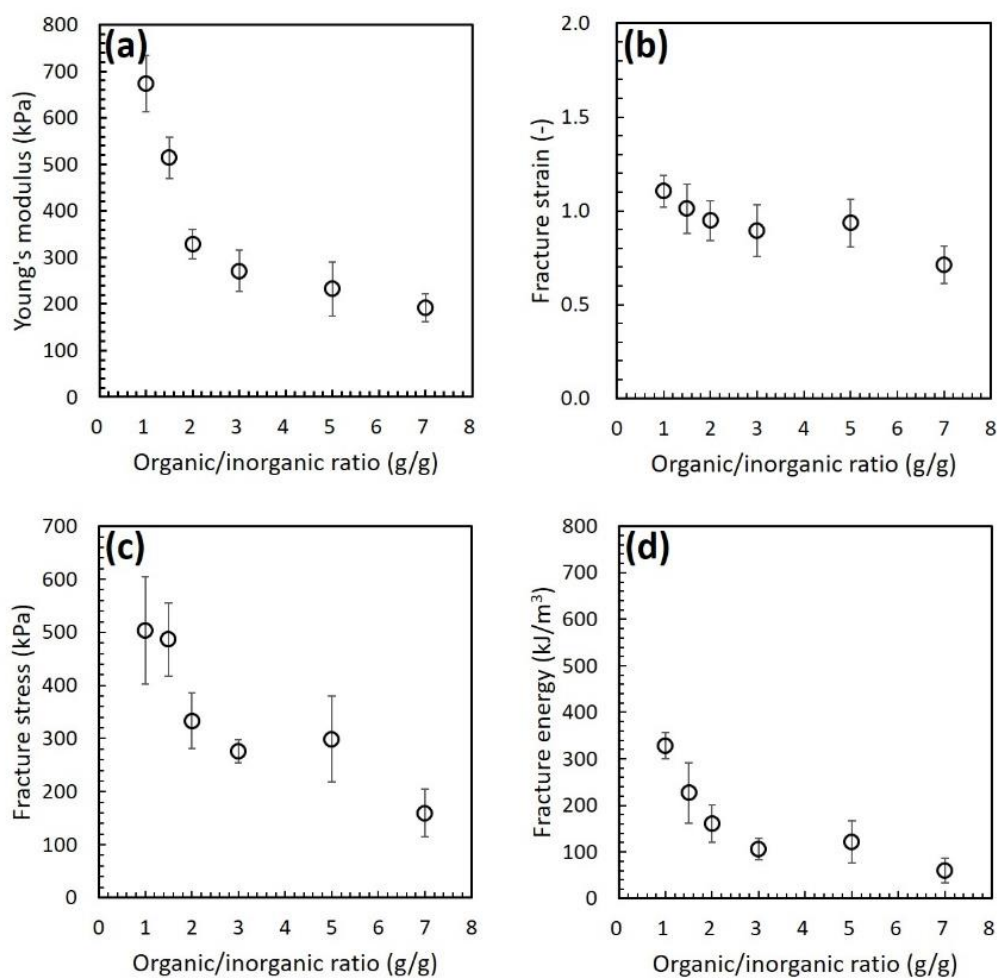 (a)
Young's modulus (kPa)
800
700
600
500
400
300
200
100
0
0 1 2 3 4 5 6 7 8
Organic/inorganic ratio (g/g)
(b)
Fracture strain (-)
2.0
1.5
1.0
0.5
0.0
0 1 2 3 4 5 6 7 8
Organic/inorganic ratio (g/g)
(c)
Fracture stress (kPa)
700
600
500
400
300
200
100
0
0 1 2 3 4 5 6 7 8
Organic/inorganic ratio (g/g)
(d)
Fracture energy (kJ/m³)
800
700
600
500
400
300
200
100
0
0 1 2 3 4 5 6 7 8
Organic/inorganic ratio (g/g)